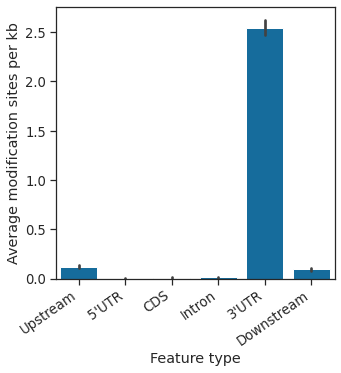 Average modification sites per kb
2.5
2.0
1.5
1.0
0.5
0.0
Upstream
5'UTR
CDS
Intron
3'UTR
Downstream
Feature type